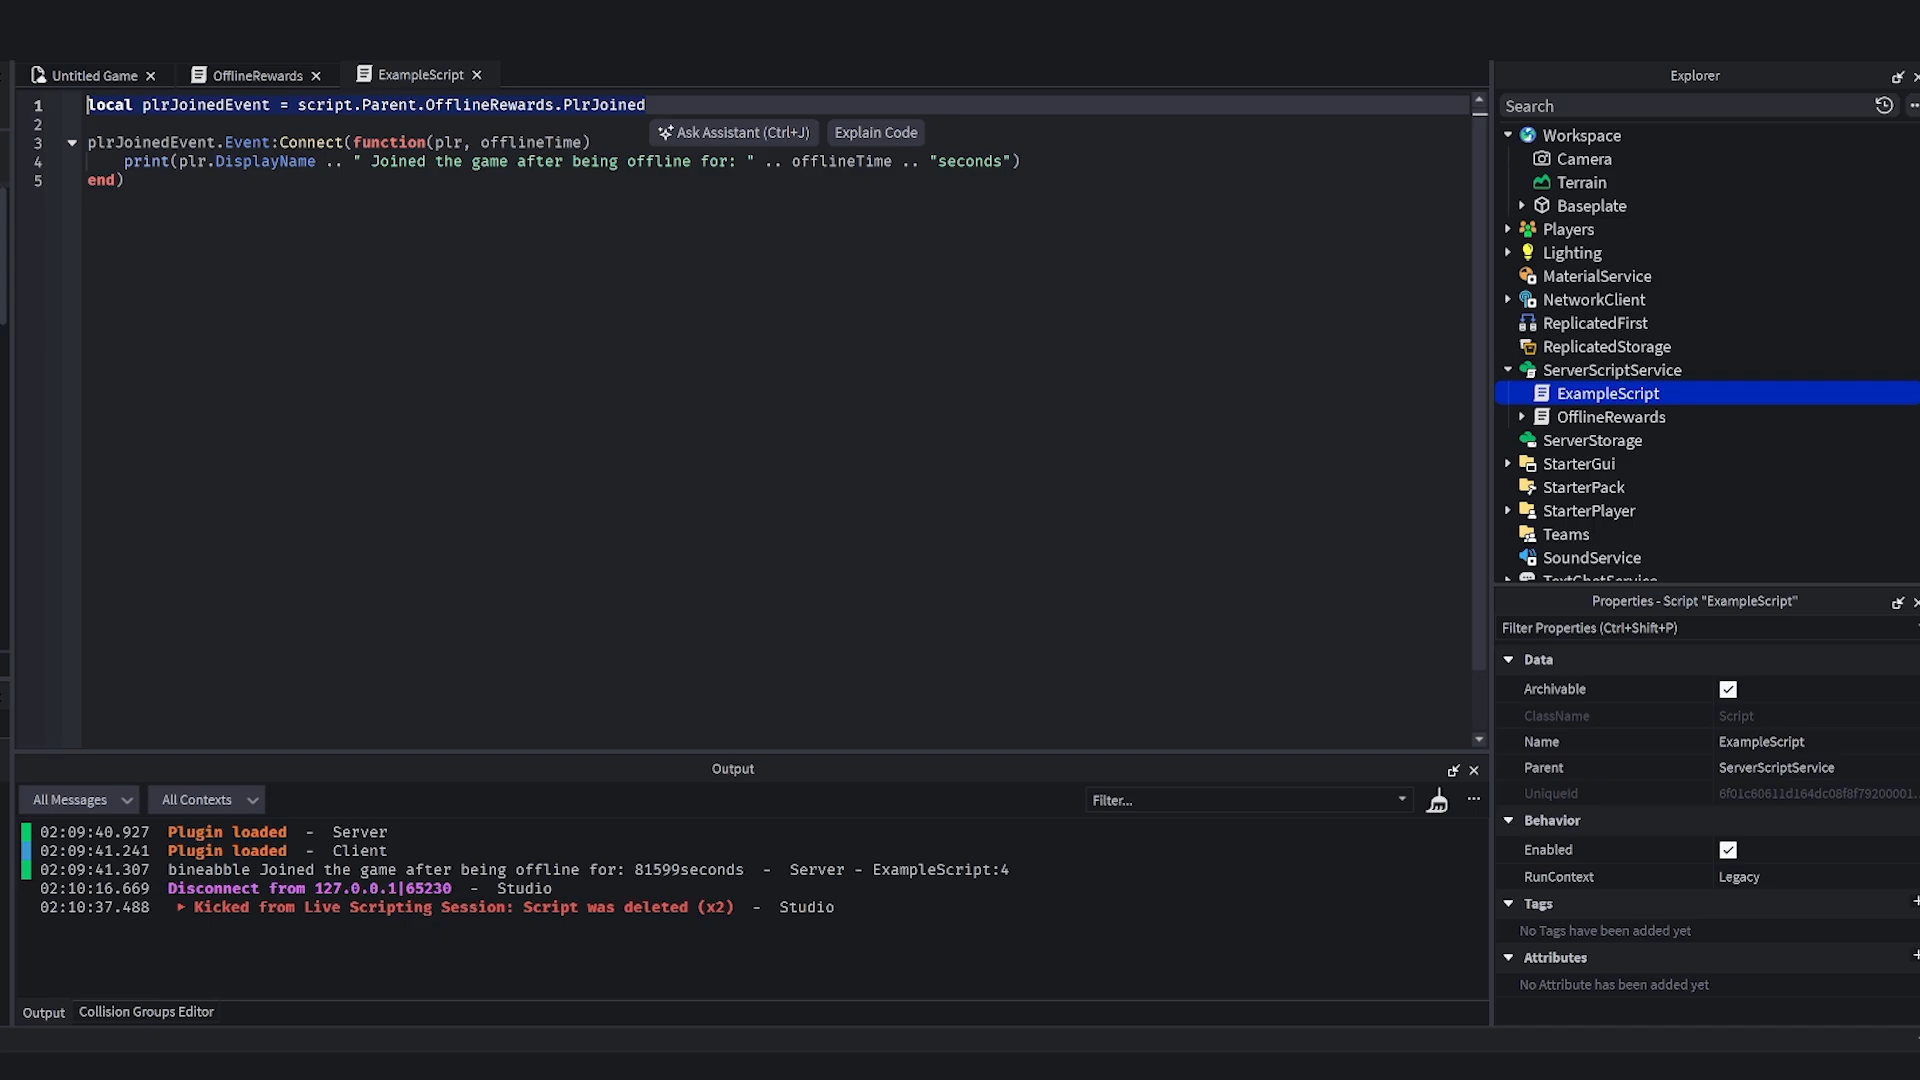 Untitled Game
OfflineRewards
ExampleScript
1 local plrJoinedEvent = script.Parent.OfflineRewards.PlrJoined
2
Ask Assistant (Ctrl+J) Explain Code
3 plrJoinedEvent.Event:Connect(function(plr, offlineTime)
4 print(plr.DisplayName .. " Joined the game after being offline for: " .. offlineTime .. "seconds")
5 end)
Explorer
Search
Workspace
Camera
Terrain
Baseplate
Players
Lighting
MaterialService
NetworkClient
ReplicatedFirst
ReplicatedStorage
ServerScriptService
ExampleScript
OfflineRewards
ServerStorage
StarterGui
StarterPack
StarterPlayer
Teams
SoundService
TextChatService
Properties - Script "ExampleScript"
Filter Properties (Ctrl+Shift+P)
Data
Archivable
ClassName Script
Name ExampleScript
Parent ServerScriptService
UniqueId 6f01c60611d164dc08f8f79200001...
Behavior
Enabled
RunContext Legacy
Tags
No Tags have been added yet
Attributes
No Attribute has been added yet
Output
All Messages All Contexts Filter...
02:09:40.927 Plugin loaded - Server
02:09:41.241 Plugin loaded - Client
02:09:41.307 bineabble Joined the game after being offline for: 81599seconds - Server - ExampleScript:4
02:10:16.669 Disconnect from 127.0.0.1|65230 - Studio
02:10:37.488 Kicked from Live Scripting Session: Script was deleted (x2) - Studio
Output Collision Groups Editor